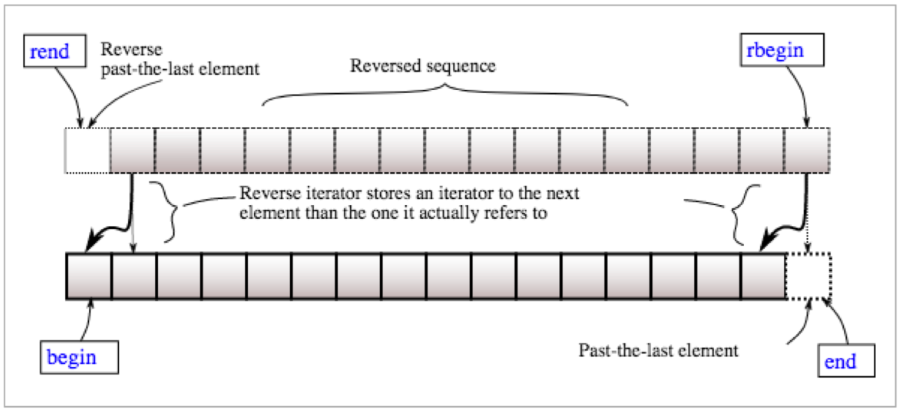 rend
Reverse
past-the-last element
Reversed sequence
rbegin
Reverse iterator stores an iterator to the next
element than the one it actually refers to
begin
Past-the-last element
end